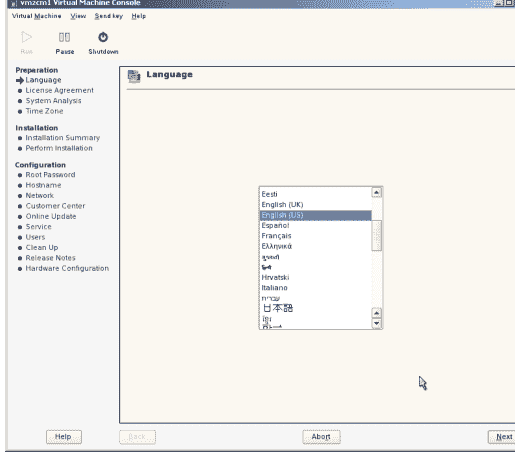 vmzcm1 Virtual Machine Console
Virtual Machine View Send key Help
Run Pause Shutdown
Preparation
Language
License Agreement
System Analysis
Time Zone
Installation
Installation Summary
Perform Installation
Configuration
Root Password
Hostname
Network
Customer Center
Online Update
Service
Users
Clean Up
Release Notes
Hardware Configuration
Language
Eesti
English (UK)
English (US)
Español
Français
Ελληνικά
Hrvatski
Italiano
עברית
日本語
Help Back Abort Next